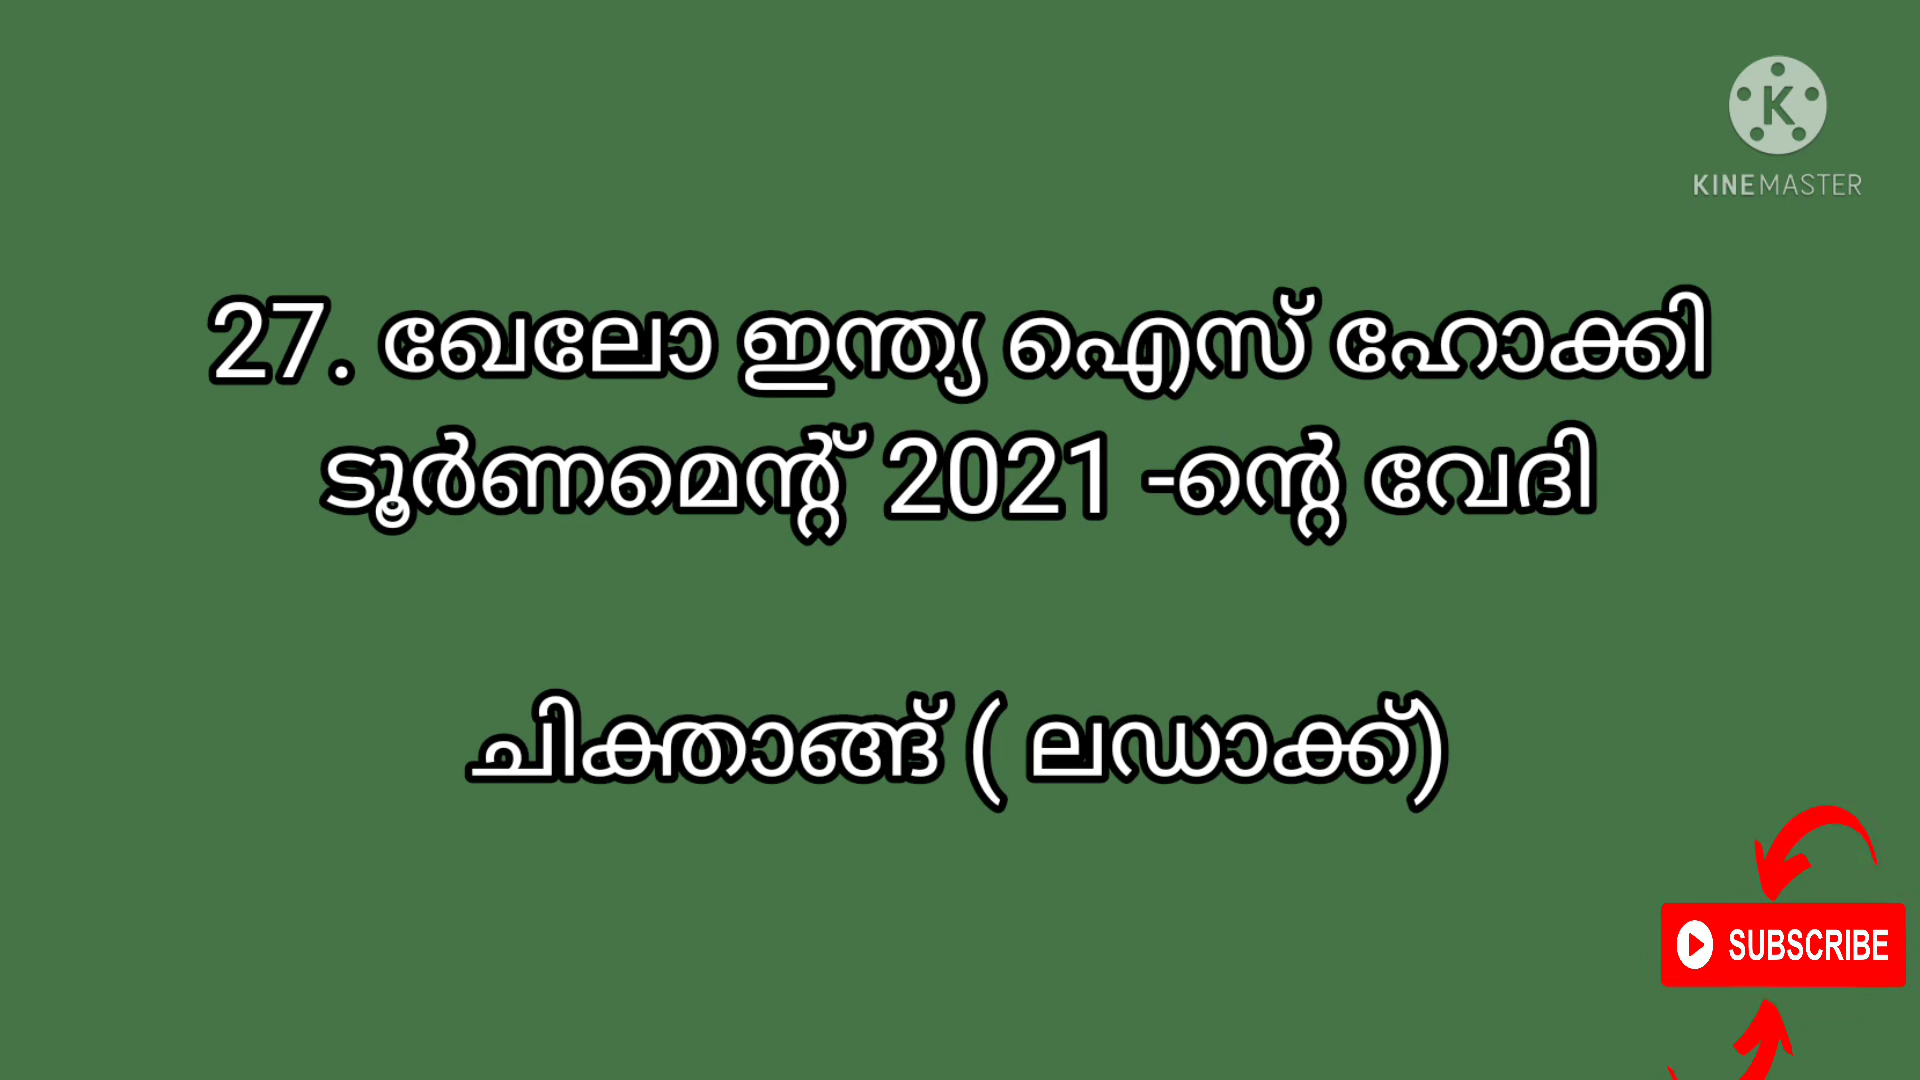 K
KINEMASTER
27. ഖേലോ ഇന്ത്യ ഐസ് ഹോക്കി
ടൂർണമെന്റ് 2021 -ന്റെ വേദി
ചിക്താങ്ങ് ( ലഡാക്ക്)
SUBSCRIBE